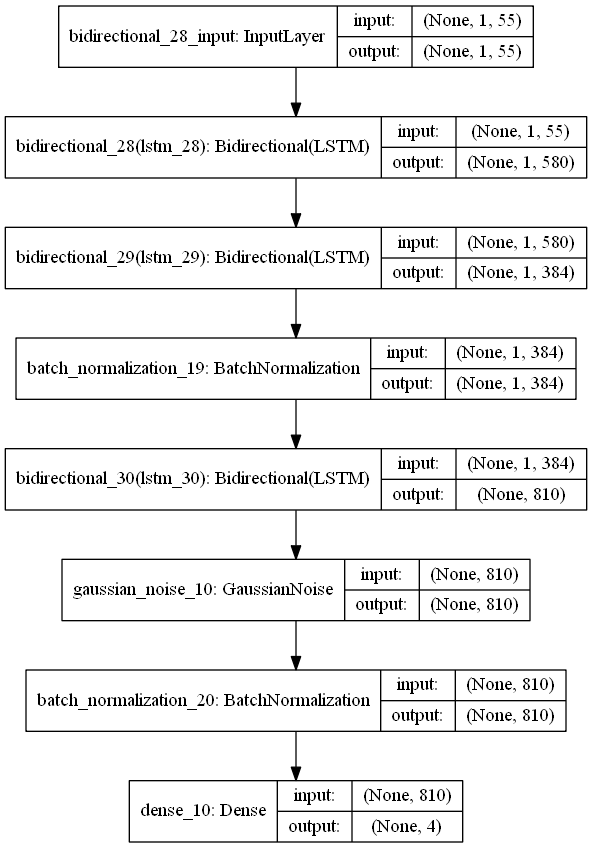 bidirectional_28_input: InputLayer
input: (None, 1, 55)
output: (None, 1, 55)
bidirectional_28(lstm_28): Bidirectional(LSTM)
input: (None, 1, 55)
output: (None, 1, 580)
bidirectional_29(lstm_29): Bidirectional(LSTM)
input: (None, 1, 580)
output: (None, 1, 384)
batch_normalization_19: BatchNormalization
input: (None, 1, 384)
output: (None, 1, 384)
bidirectional_30(lstm_30): Bidirectional(LSTM)
input: (None, 1, 384)
output: (None, 810)
gaussian_noise_10: GaussianNoise
input: (None, 810)
output: (None, 810)
batch_normalization_20: BatchNormalization
input: (None, 810)
output: (None, 810)
dense_10: Dense
input: (None, 810)
output: (None, 4)